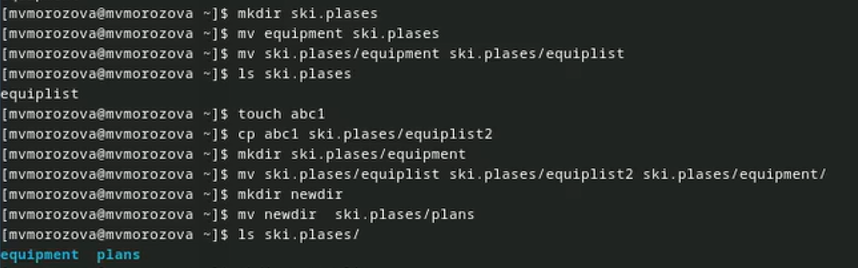 [mvmorozova@mvmorozova ~]$ mkdir ski.plases
[mvmorozova@mvmorozova ~]$ mv equipment ski.plases
[mvmorozova@mvmorozova ~]$ mv ski.plases/equipment ski.plases/equiplist
[mvmorozova@mvmorozova ~]$ ls ski.plases
equiplist
[mvmorozova@mvmorozova ~]$ touch abc1
[mvmorozova@mvmorozova ~]$ cp abc1 ski.plases/equiplist2
[mvmorozova@mvmorozova ~]$ mkdir ski.plases/equipment
[mvmorozova@mvmorozova ~]$ mv ski.plases/equiplist ski.plases/equiplist2 ski.plases/equipment/
[mvmorozova@mvmorozova ~]$ mkdir newdir
[mvmorozova@mvmorozova ~]$ mv newdir  ski.plases/plans
[mvmorozova@mvmorozova ~]$ ls ski.plases/
equipment  plans